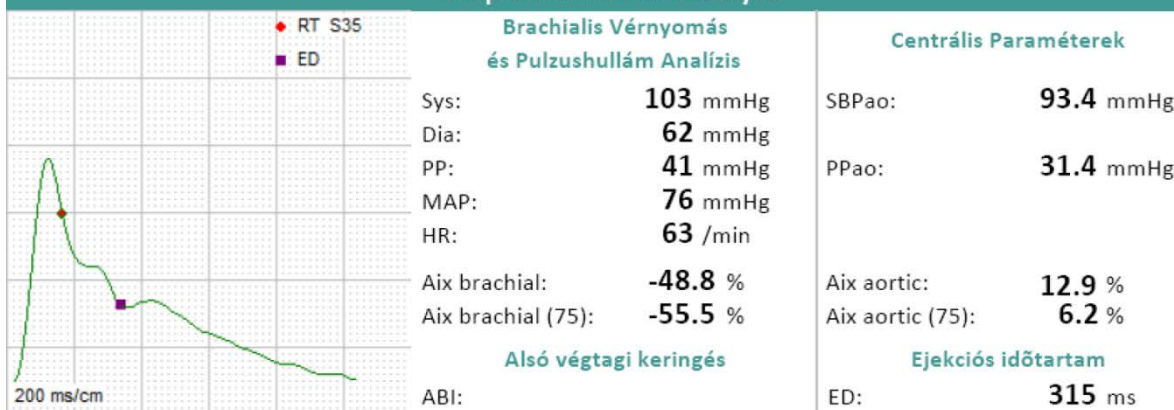 RT S35
ED
200 ms/cm
Brachialis Vérnyomás
és Pulzushullám Analízis
Sys: 103 mmHg
Dia: 62 mmHg
PP: 41 mmHg
MAP: 76 mmHg
HR: 63 /min
Aix brachial: -48.8 %
Aix brachial (75): -55.5 %
Alsó végtagi keringés
ABI:
Centrális Paraméterek
SBPao: 93.4 mmHg
PPao: 31.4 mmHg
Aix aortic: 12.9 %
Aix aortic (75): 6.2 %
Ejekciós idõtartam
ED: 315 ms